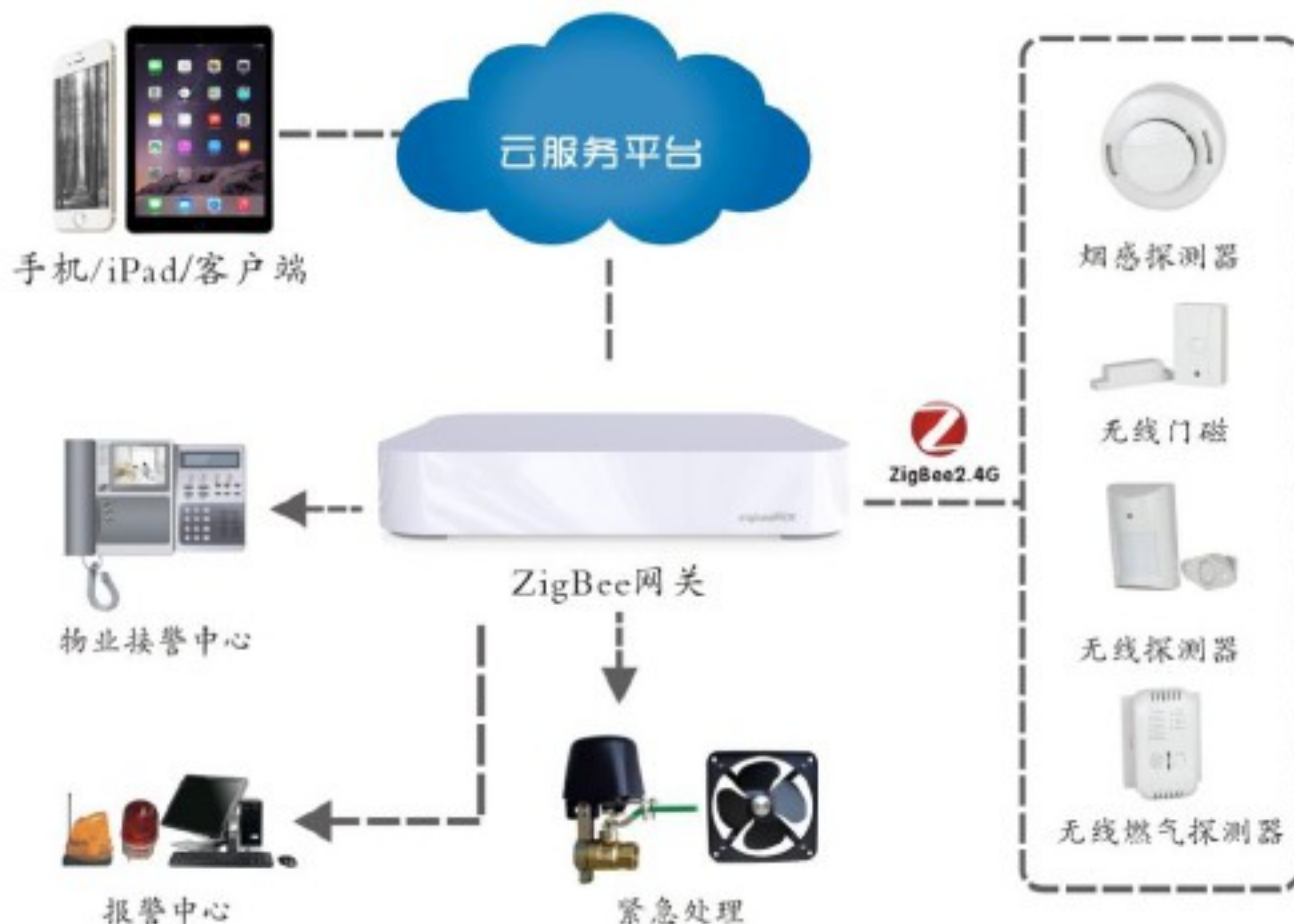 云服务平台
手机/iPad/客户端
烟感探测器
无线门磁
ZigBee2.4G
无线探测器
ZigBee网关
物业接警中心
无线燃气探测器
报警中心
紧急处理